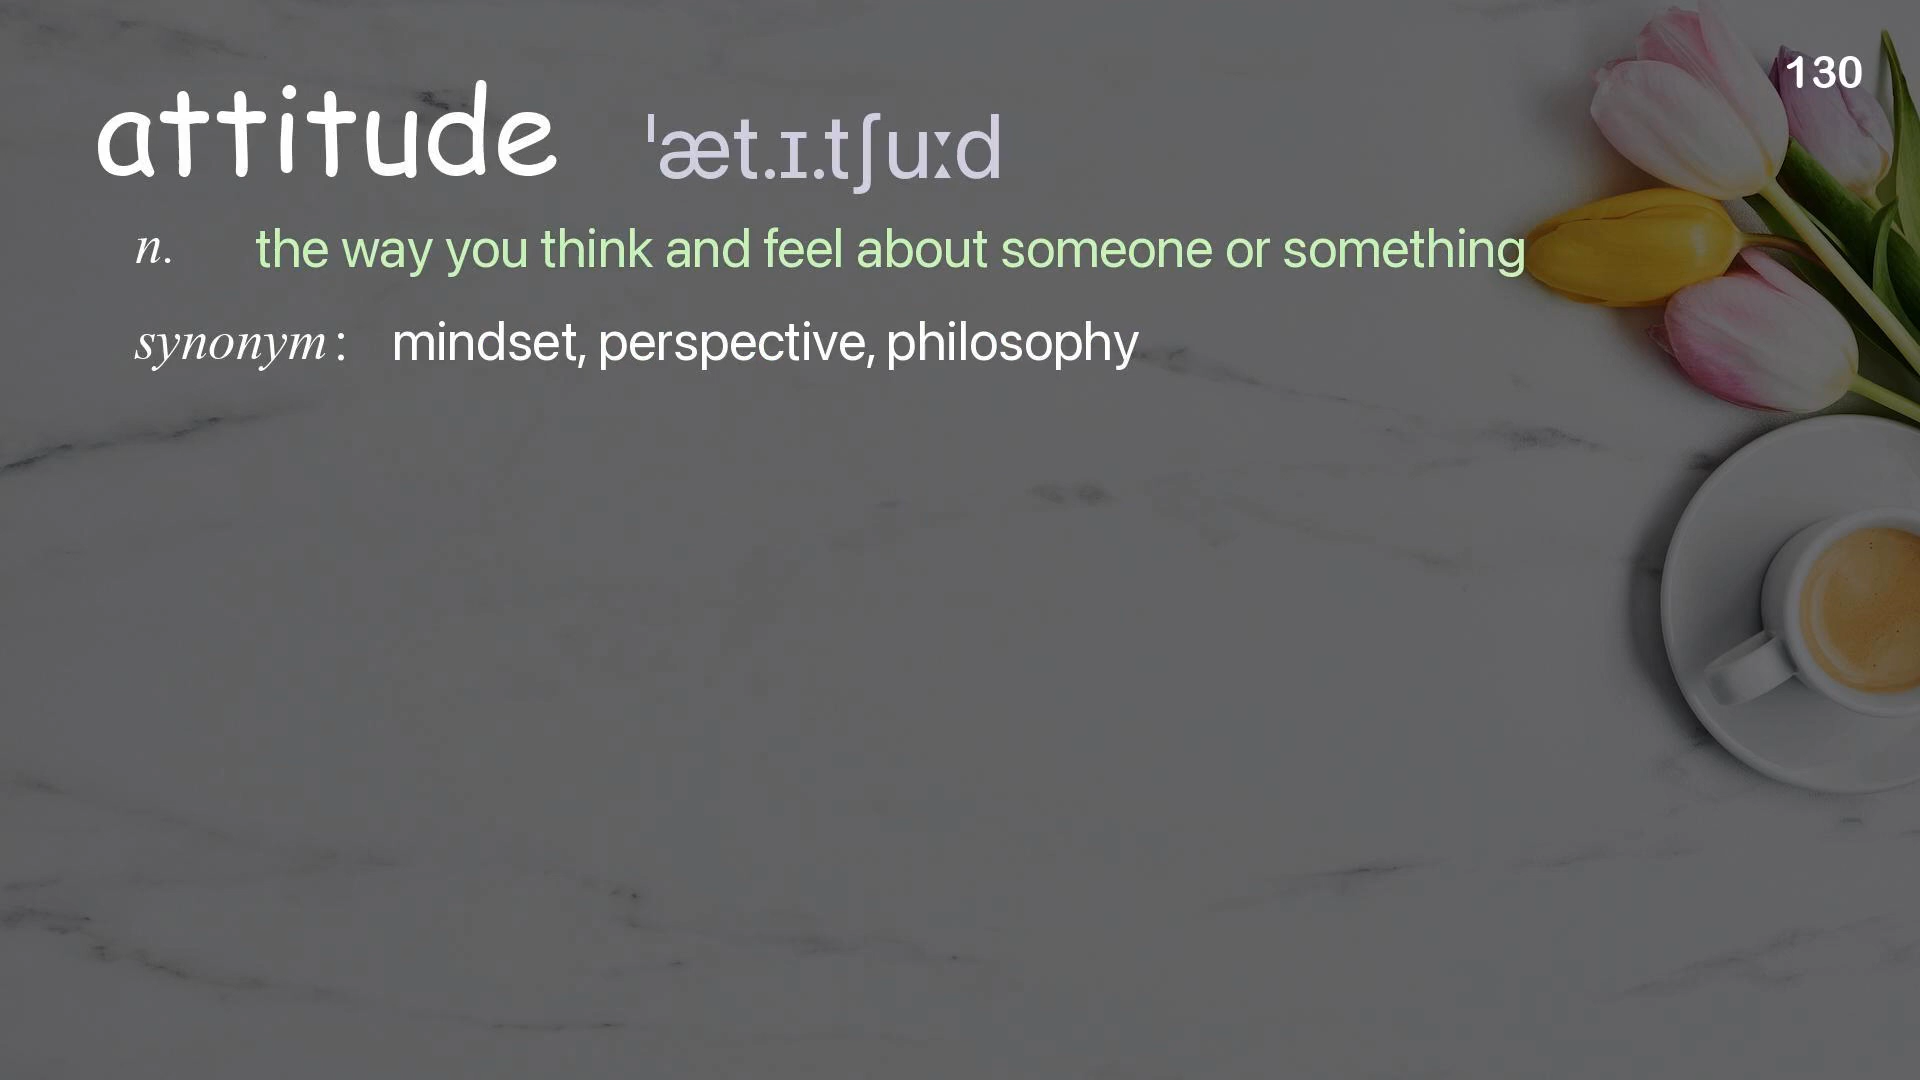 130
attitude ˈæt.ɪ.tʃuːd
n. the way you think and feel about someone or something
synonym: mindset, perspective, philosophy